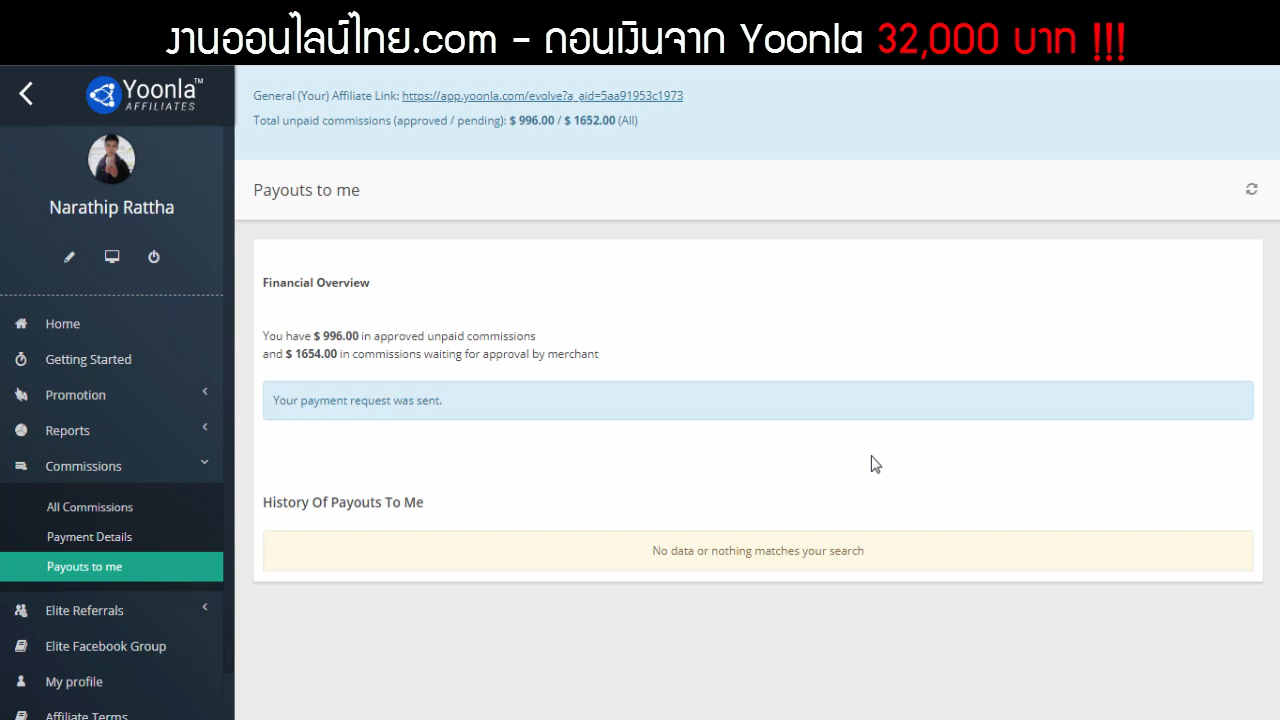 งานออนไลน์ไทย.com - ถอนเงินจาก Yoonla 32,000 บาท !!!
Yoonla™
AFFILIATES
Narathip Rattha
Home
Getting Started
Promotion
Reports
Commissions
All Commissions
Payment Details
Payouts to me
Elite Referrals
Elite Facebook Group
My profile
Affiliate Terms
General (Your) Affiliate Link: https://app.yoonla.com/evolve?a_aid=5aa91953c1973
Total unpaid commissions (approved / pending): $ 996.00 / $ 1652.00 (All)
Payouts to me
Financial Overview
You have $ 996.00 in approved unpaid commissions
and $ 1654.00 in commissions waiting for approval by merchant
Your payment request was sent.
History Of Payouts To Me
No data or nothing matches your search